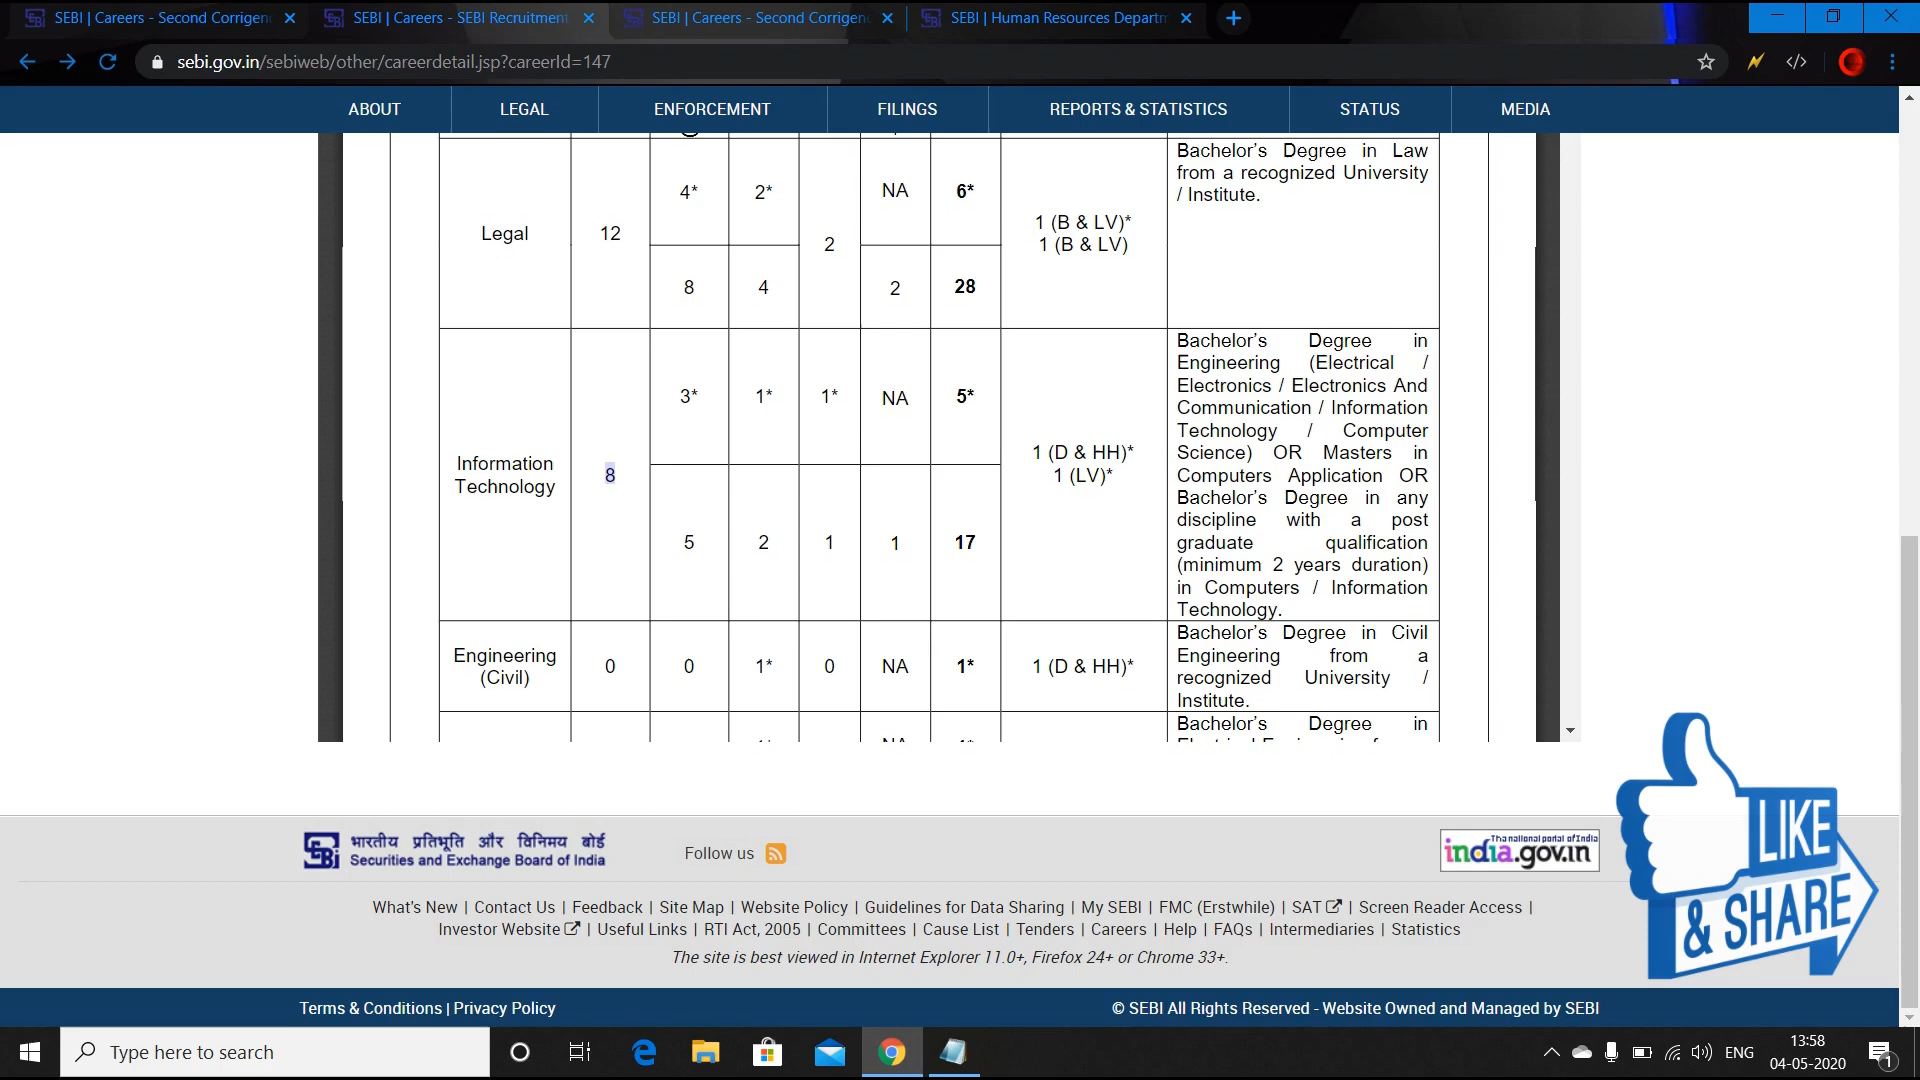 SEBI | Careers - Second Corrigen
SEBI | Careers - SEBI Recruitment
SEBI | Careers - Second Corrigen
SEBI | Human Resources Departm
sebi.gov.in/sebiweb/other/careerdetail.jsp?careerId=147
ABOUT LEGAL ENFORCEMENT FILINGS REPORTS & STATISTICS STATUS MEDIA
Legal
12
4* 2* NA 6*
2
8 4 2 28
1 (B & LV)*
1 (B & LV)
Bachelor's Degree in Law
from a recognized University
/ Institute.
Information
Technology
8
3* 1* 1* NA 5*
5 2 1 1 17
1 (D & HH)*
1 (LV)*
Bachelor's Degree in
Engineering (Electrical /
Electronics / Electronics And
Communication / Information
Technology / Computer
Science) OR Masters in
Computers Application OR
Bachelor's Degree in any
discipline with a post
graduate qualification
(minimum 2 years duration)
in Computers / Information
Technology.
Engineering
(Civil)
0 0 1* 0 NA 1* 1 (D & HH)*
Bachelor's Degree in Civil
Engineering from a
recognized University /
Institute.
Bachelor's Degree in
LIKE
& SHARE
भारतीय प्रतिभूति और विनिमय बोर्ड
Securities and Exchange Board of India
Follow us
The national portal of India
india.gov.in
What's New | Contact Us | Feedback | Site Map | Website Policy | Guidelines for Data Sharing | My SEBI | FMC (Erstwhile) | SAT | Screen Reader Access |
Investor Website | Useful Links | RTI Act, 2005 | Committees | Cause List | Tenders | Careers | Help | FAQs | Intermediaries | Statistics
The site is best viewed in Internet Explorer 11.0+, Firefox 24+ or Chrome 33+.
Terms & Conditions | Privacy Policy
© SEBI All Rights Reserved - Website Owned and Managed by SEBI
Type here to search
ENG
13:58
04-05-2020
1